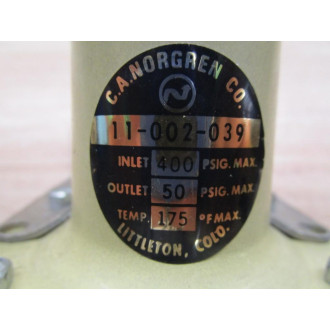 C.A. NORGREN CO.
11-002-039
INLET 400 PSIG. MAX.
OUTLET 50 PSIG. MAX.
TEMP. 175 °F MAX.
LITTLETON, COLO.